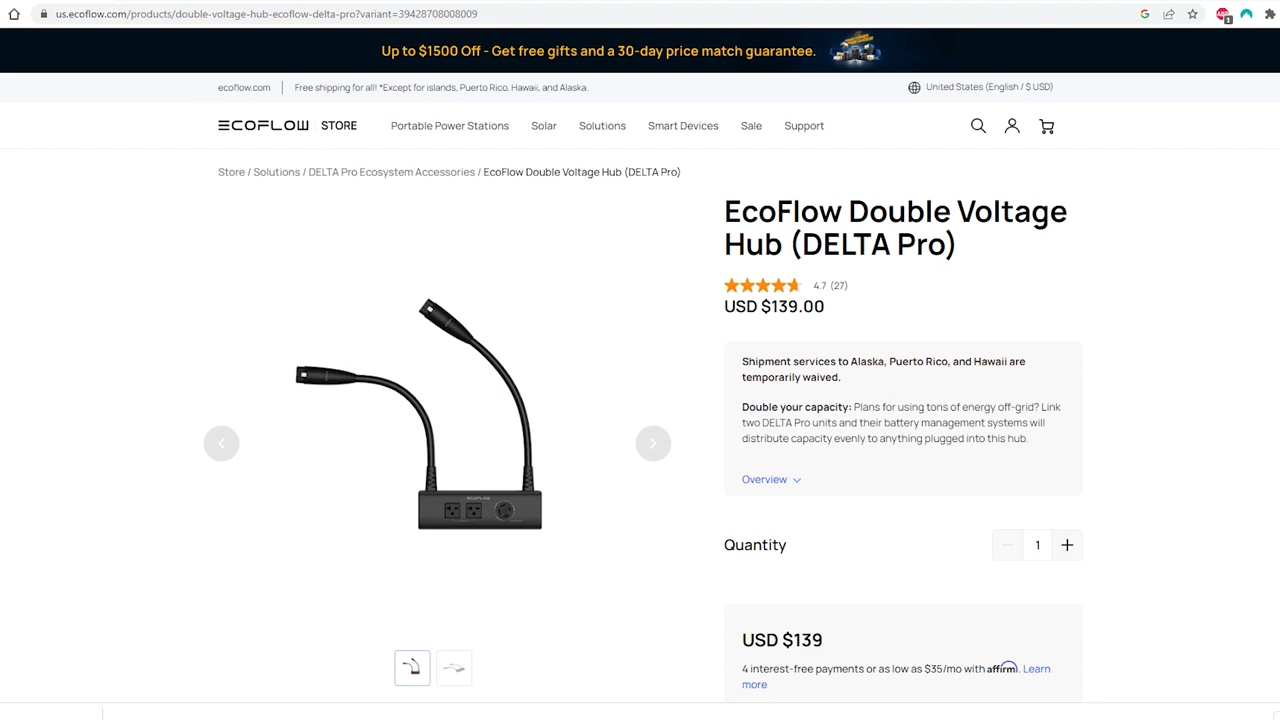 us.ecoflow.com/products/double-voltage-hub-ecoflow-delta-pro?variant=39428708008009
Up to $1500 Off - Get free gifts and a 30-day price match guarantee.
ecoflow.com
Free shipping for all! *Except for islands, Puerto Rico, Hawaii, and Alaska.
United States (English / $ USD)
ECOFLOW STORE
Portable Power Stations
Solar
Solutions
Smart Devices
Sale
Support
Store / Solutions / DELTA Pro Ecosystem Accessories / EcoFlow Double Voltage Hub (DELTA Pro)
EcoFlow Double Voltage
Hub (DELTA Pro)
4.7 (27)
USD $139.00
Shipment services to Alaska, Puerto Rico, and Hawaii are
temporarily waived.
Double your capacity: Plans for using tons of energy off-grid? Link
two DELTA Pro units and their battery management systems will
distribute capacity evenly to anything plugged into this hub.
Overview
ECOFLOW
Quantity
1
USD $139
4 interest-free payments or as low as $35/mo with affirm. Learn
more